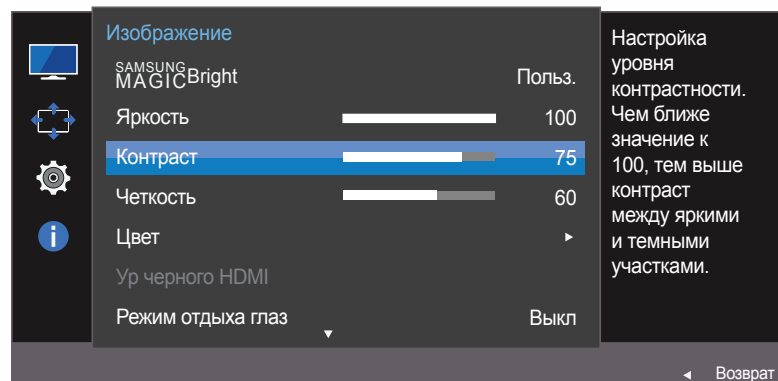 Изображение
SAMSUNG
MAGICBright Польз.
Яркость 100
Контраст 75
Четкость 60
Цвет
Ур черного HDMI
Режим отдыха глаз Выкл
Настройка
уровня
контрастности.
Чем ближе
значение к
100, тем выше
контраст
между яркими
и темными
участками.
Возврат